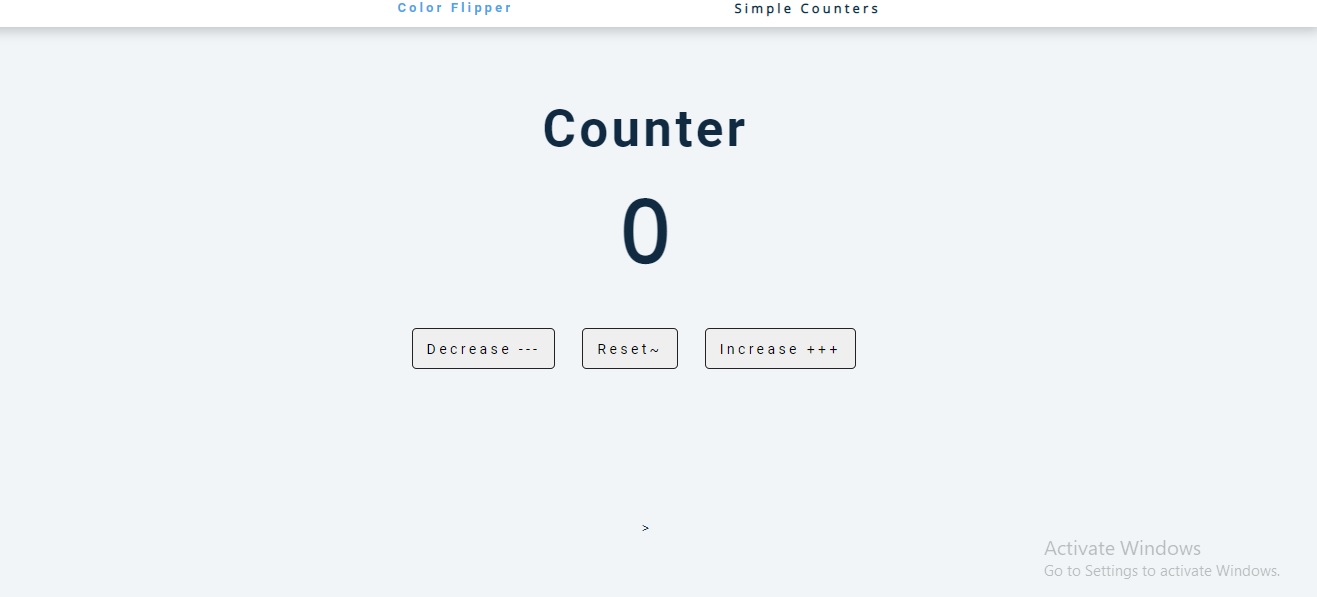 Color Flipper Simple Counters
Counter
0
Decrease --- Reset~ Increase +++
>
Activate Windows
Go to Settings to activate Windows.